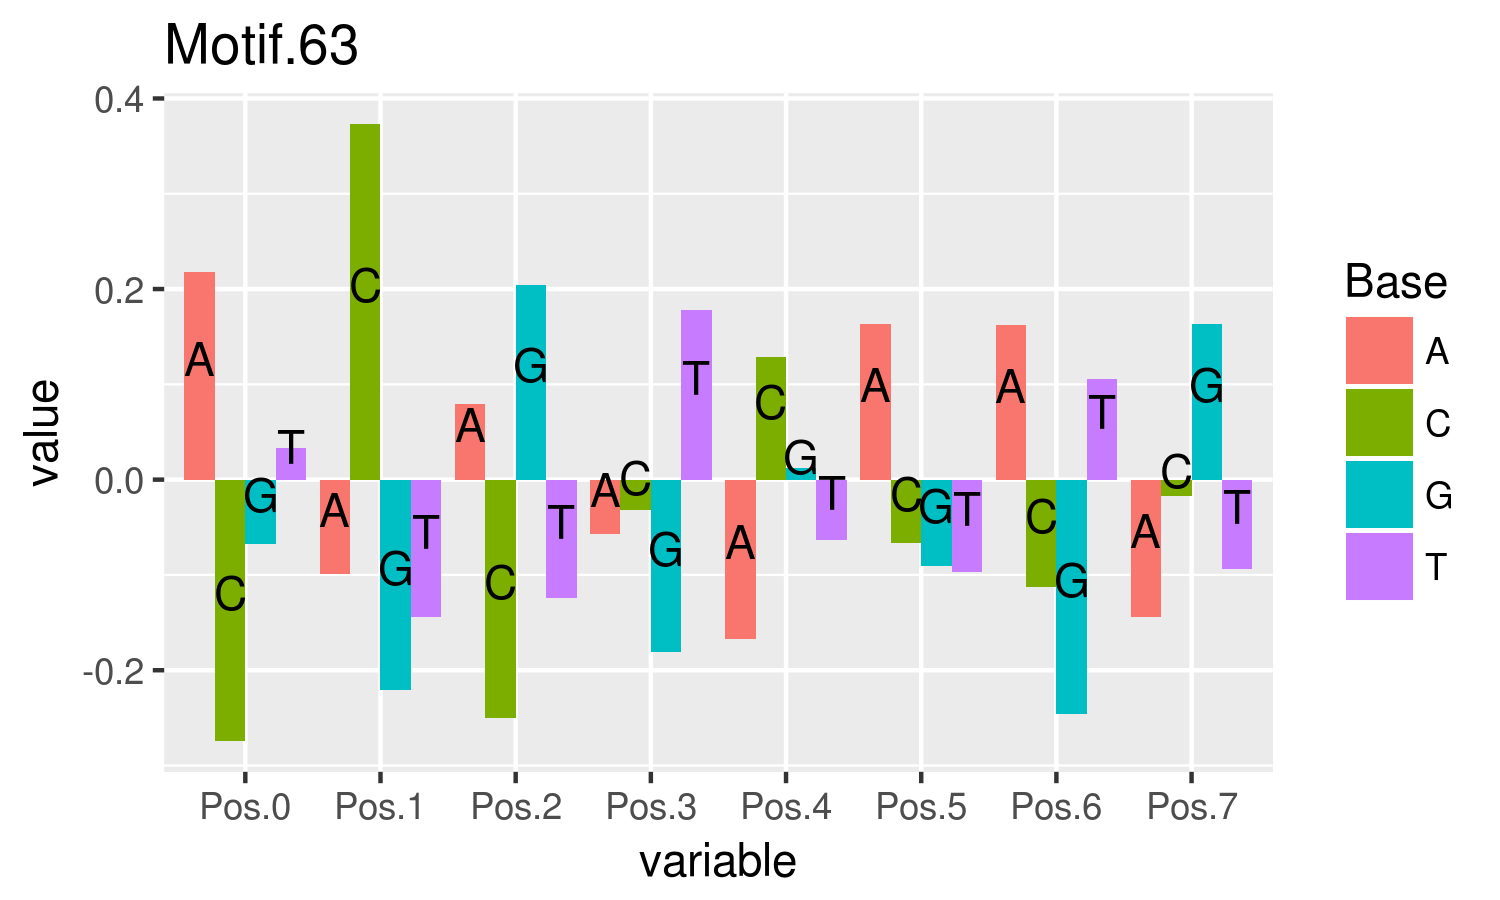 Motif.63
0.4
0.2
0.0
-0.2
value
A C G T
A C G T
A C G T
A C G T
A C G T
A C G T
A C G T
A C G T
Pos.0 Pos.1 Pos.2 Pos.3 Pos.4 Pos.5 Pos.6 Pos.7
variable
Base
A
C
G
T